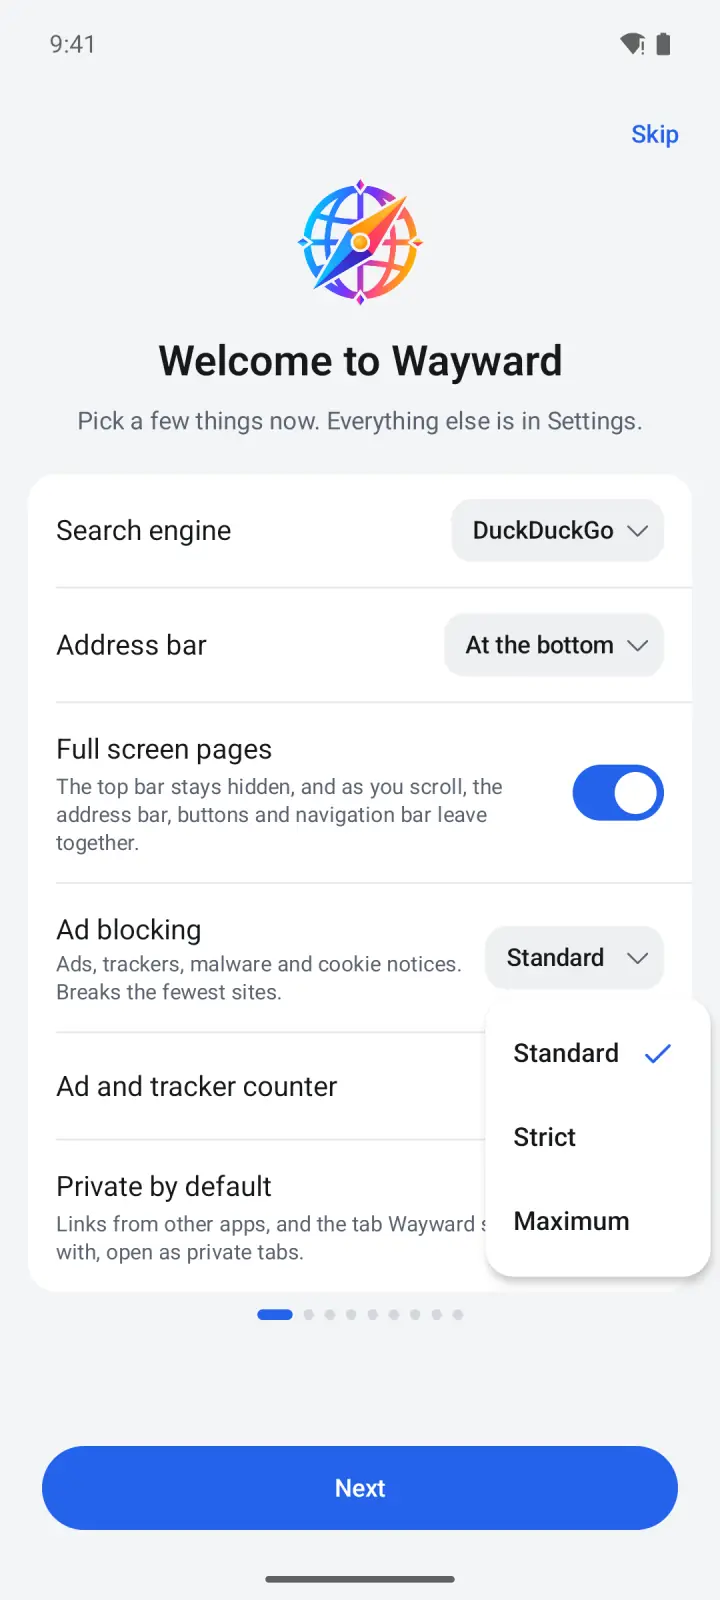 9:41
Skip
Welcome to Wayward
Pick a few things now. Everything else is in Settings.
Search engine
DuckDuckGo
Address bar
At the bottom
Full screen pages
The top bar stays hidden, and as you scroll, the
address bar, buttons and navigation bar leave
together.
Ad blocking
Ads, trackers, malware and cookie notices.
Breaks the fewest sites.
Standard
Standard
Strict
Maximum
Ad and tracker counter
Private by default
Links from other apps, and the tab Wayward
with, open as private tabs.
Next